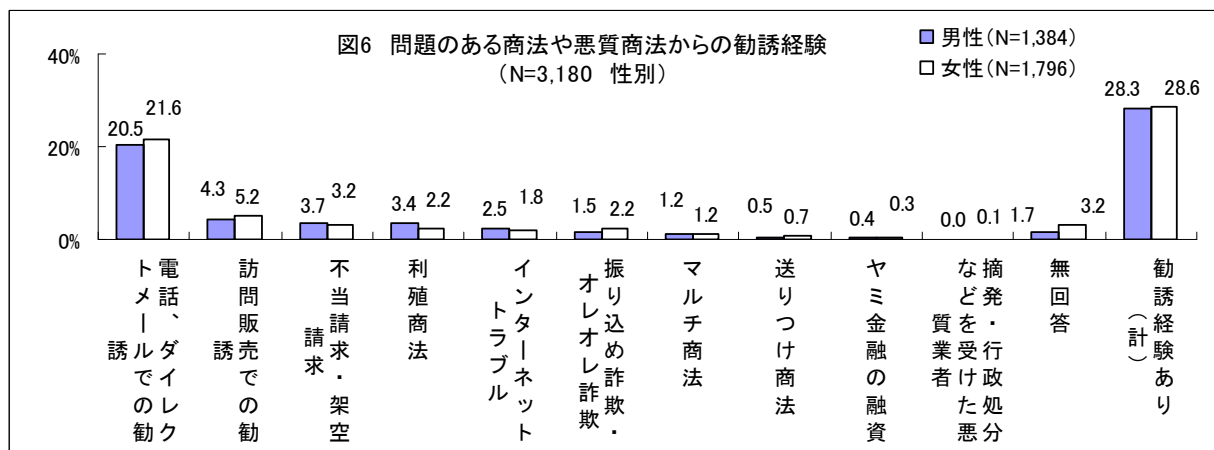 図6 問題のある商法や悪質商法からの勧誘経験
(N=3,180 性別)
男性(N=1,384)
女性(N=1,796)
40%
20%
0%
20.5
21.6
4.3
5.2
3.7
3.2
3.4
2.2
2.5
1.8
1.5
2.2
1.2
1.2
0.5
0.7
0.4
0.3
0.0
0.1
1.7
3.2
28.3
28.6
電話、ダイレク
トメールでの勧
誘
訪問販売での勧
誘
不当請求・架空
請求
利殖商法
インターネット
トラブル
振り込め詐欺・
オレオレ詐欺
マルチ商法
送りつけ商法
ヤミ金融の融資
摘発・行政処分
などを受けた悪
質業者
無回答
勧誘経験あり
(計)